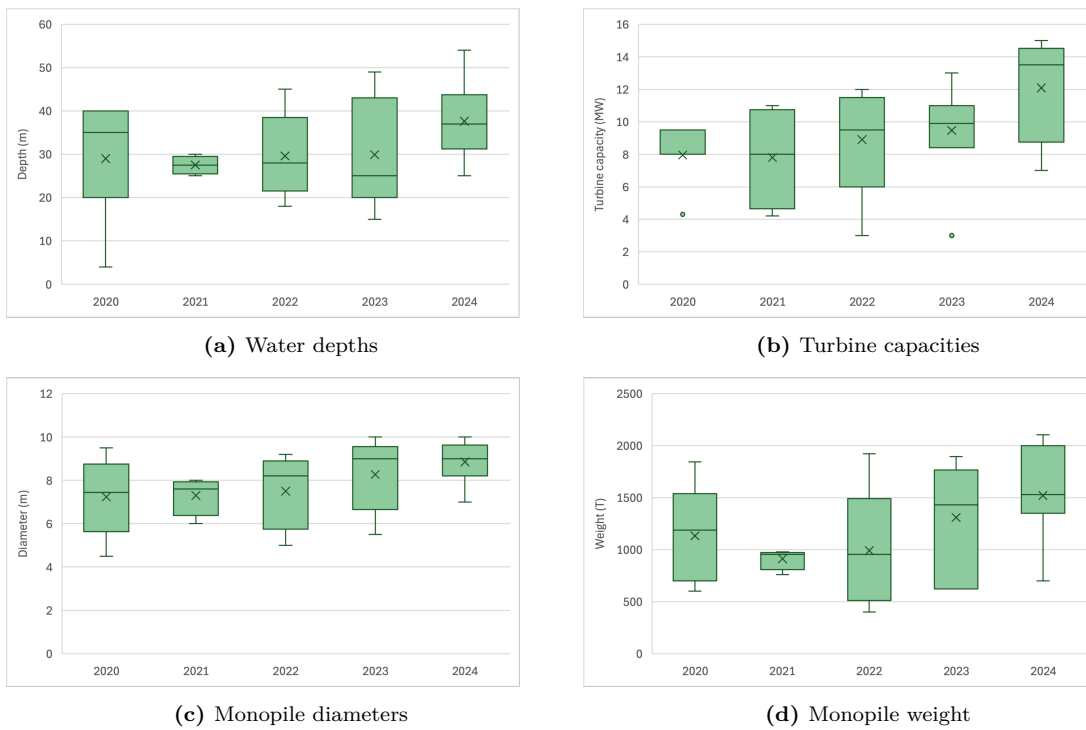 60
50
40
30
20
10
0
Depth (m)
2020 2021 2022 2023 2024
(a) Water depths
16
14
12
10
8
6
4
2
0
Turbine capacity (MW)
2020 2021 2022 2023 2024
(b) Turbine capacities
12
10
8
6
4
2
0
Diameter (m)
2020 2021 2022 2023 2024
(c) Monopile diameters
2500
2000
1500
1000
500
0
Weight (T)
2020 2021 2022 2023 2024
(d) Monopile weight